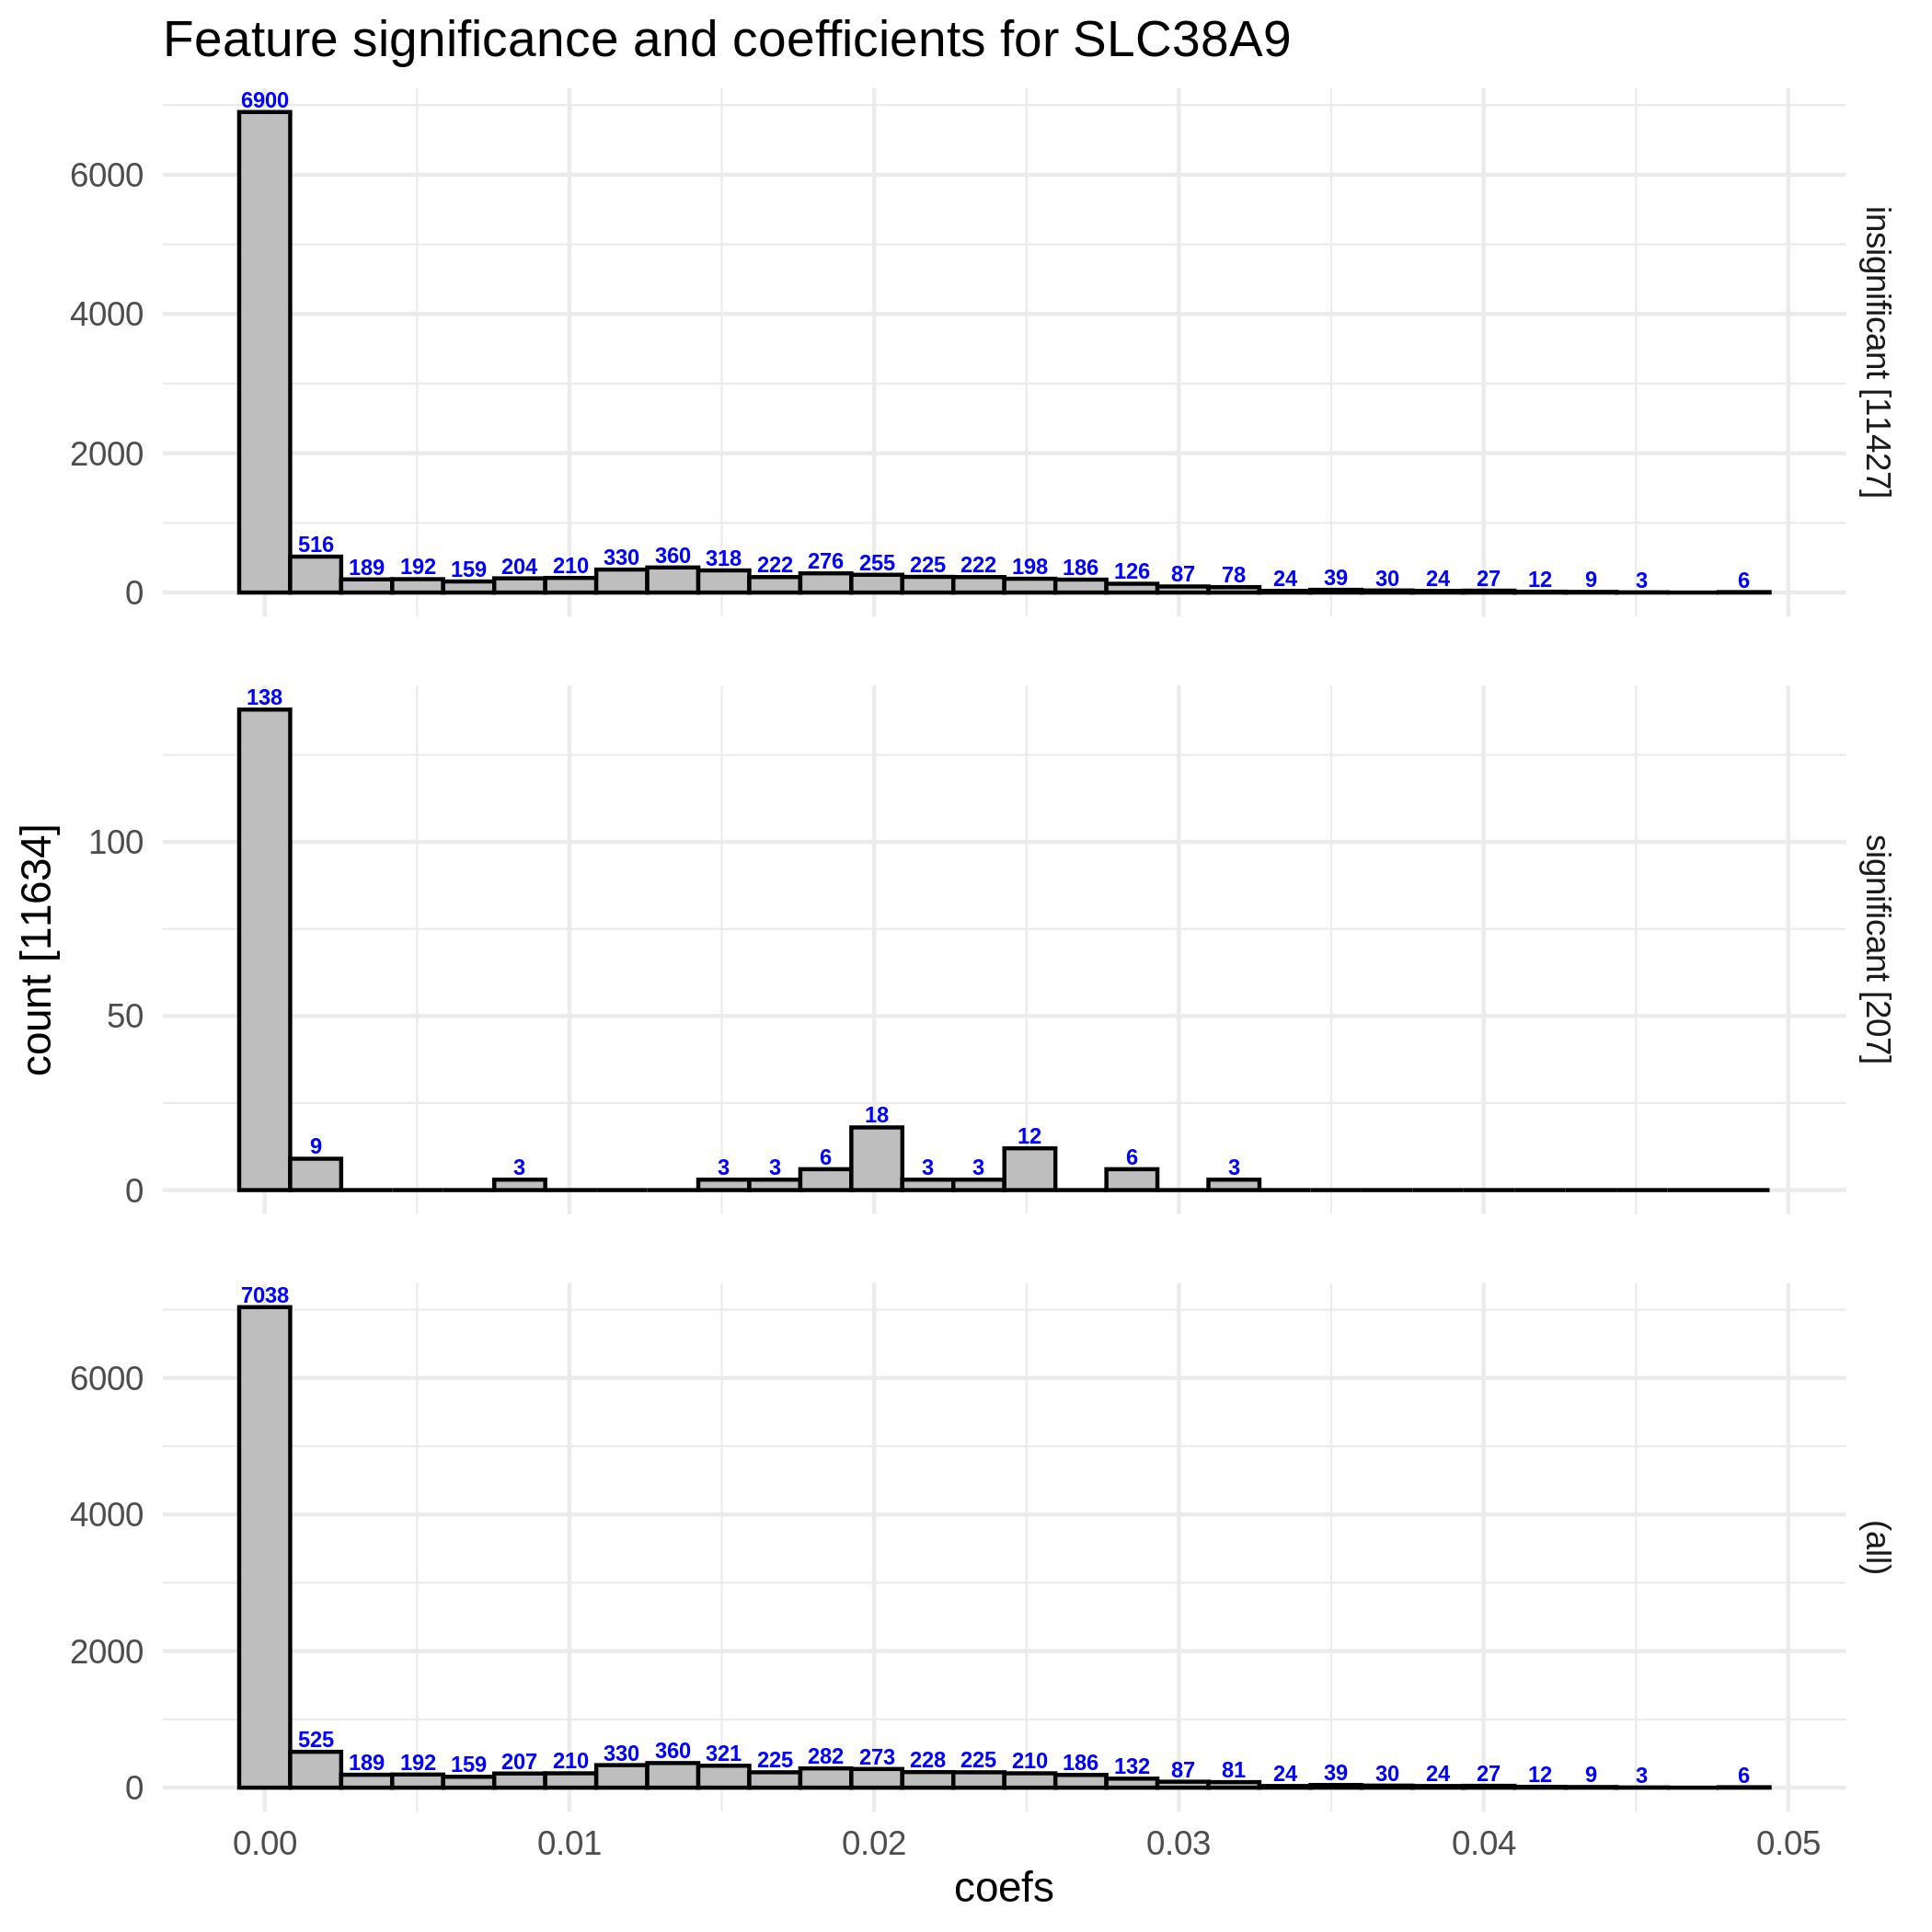 Feature significance and coefficients for SLC38A9
6900
6000
4000
2000
0
516 189 192 159 204 210 330 360 318 222 276 255 225 222 198 186 126 87 78 24 39 30 24 27 12 9 3 6
insignificant [11427]
138
100
50
0
9 3 3 3 6 18 3 3 12 6 3
significant [207]
count [11634]
7038
6000
4000
2000
0
525 189 192 159 207 210 330 360 321 225 282 273 228 225 210 186 132 87 81 24 39 30 24 27 12 9 3 6
(all)
0.00 0.01 0.02 0.03 0.04 0.05
coefs